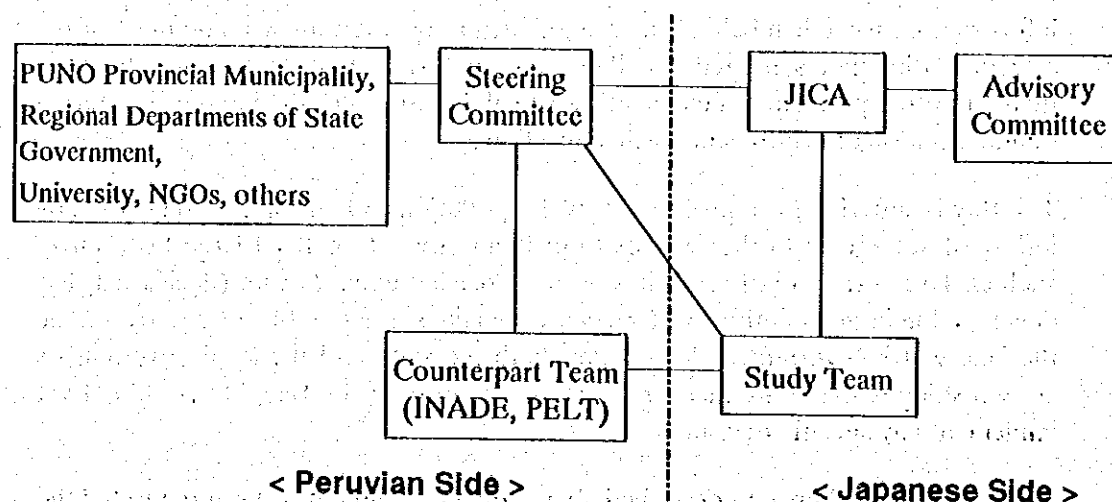 PUNO Provincial Municipality,
Regional Departments of State
Government,
University, NGOs, others
Steering
Committee
JICA
Advisory
Committee
Counterpart Team
(INADE, PELT)
Study Team
< Peruvian Side >
< Japanese Side >